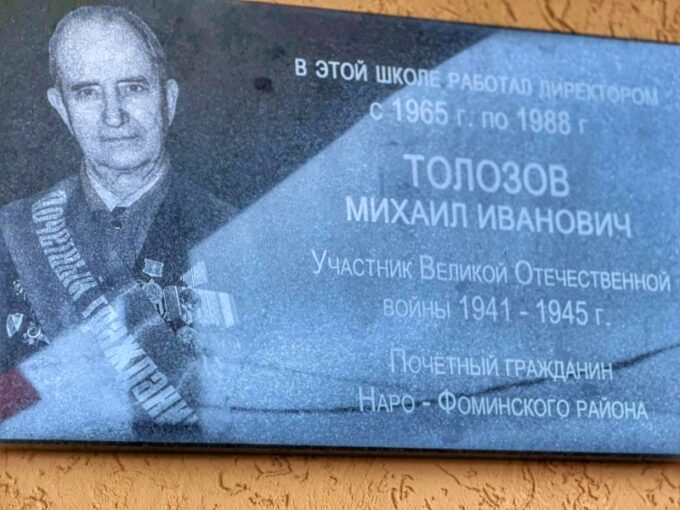 В ЭТОЙ ШКОЛЕ РАБОТАЛ ДИРЕКТОРОМ
С 1965 Г. ПО 1988 Г
ТОЛОЗОВ
МИХАИЛ ИВАНОВИЧ
УЧАСТНИК ВЕЛИКОЙ ОТЕЧЕСТВЕННОЙ
ВОЙНЫ 1941 - 1945 Г.
ПОЧЁТНЫЙ ГРАЖДАНИН
НАРО - ФОМИНСКОГО РАЙОНА